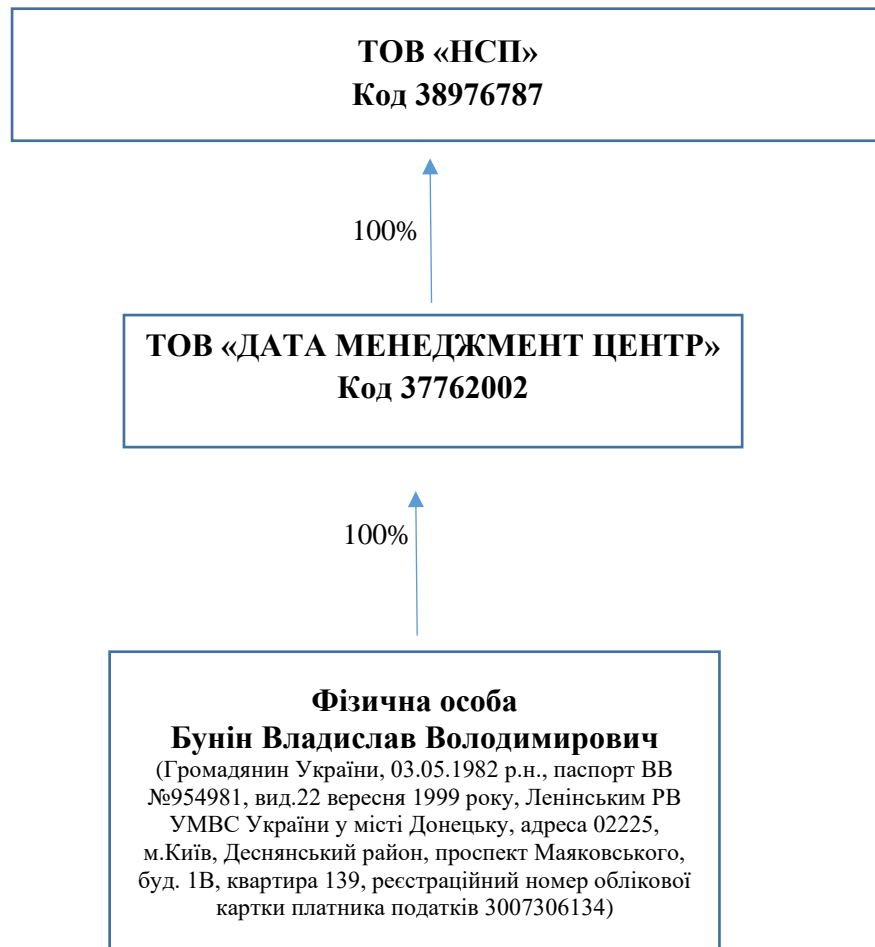 ТОВ «НСП»
Код 38976787
100%
ТОВ «ДАТА МЕНЕДЖМЕНТ ЦЕНТР»
Код 37762002
100%
Фізична особа
Бунін Владислав Володимирович
(Громадянин України, 03.05.1982 р.н., паспорт ВВ
№954981, вид.22 вересня 1999 року, Ленінським РВ
УМВС України у місті Донецьку, адреса 02225,
м.Київ, Деснянський район, проспект Маяковського,
буд. 1В, квартира 139, реєстраційний номер облікової
картки платника податків 3007306134)